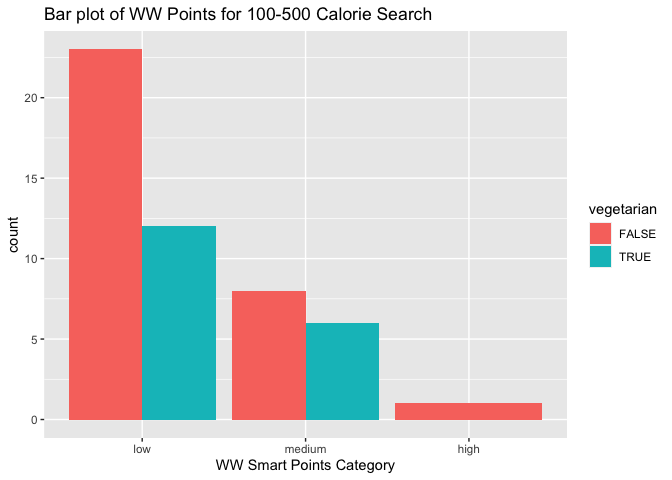 Bar plot of WW Points for 100-500 Calorie Search
count
20
15
10
5
0
low medium high
WW Smart Points Category
vegetarian
FALSE
TRUE